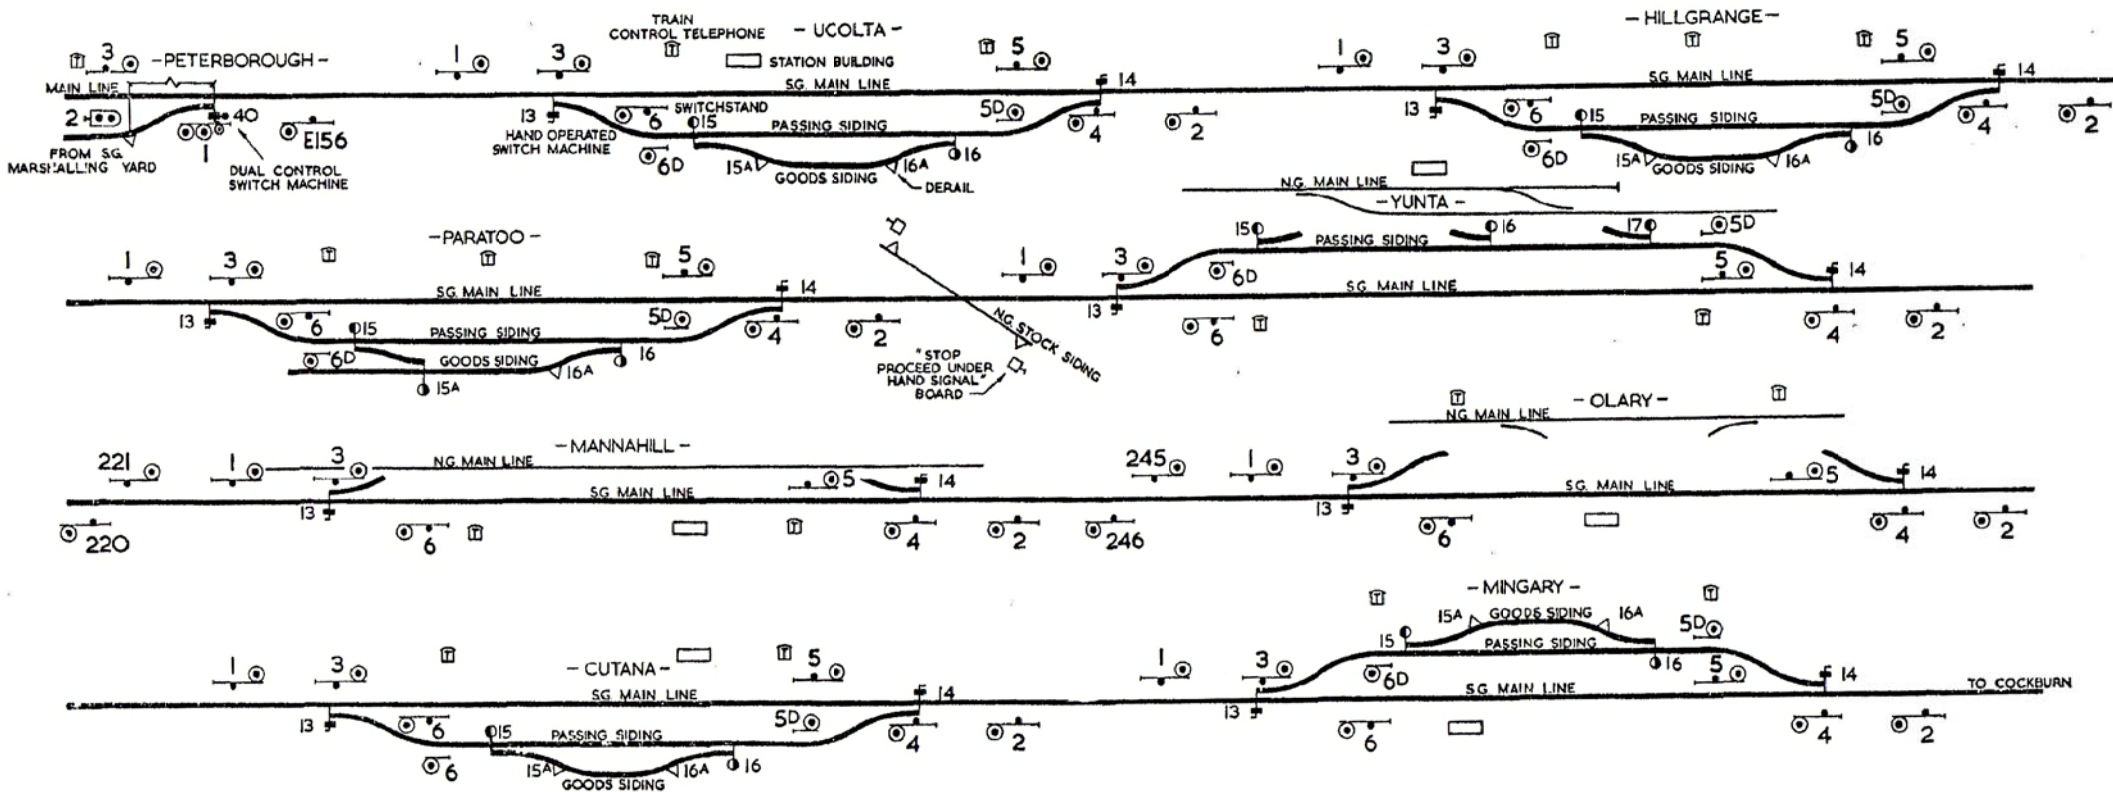 TRAIN
CONTROL TELEPHONE
- UCOLTA -
- HILLGRANGE -
3
- PETERBOROUGH -
1
3
T
T
5
1
3
T
T
T
5
T
STATION BUILDING
MAIN LINE
S.G. MAIN LINE
14
S.G. MAIN LINE
14
2
40
13
6
SWITCHSTAND
5D
13
6
5D
E156
15
PASSING SIDING
4
2
15
PASSING SIDING
4
2
1
HAND OPERATED
SWITCH MACHINE
FROM S.G.
MARSHALLING YARD
DUAL CONTROL
SWITCH MACHINE
6D
15A
16A
16
GOODS SIDING
DERAIL
6D
15A
16A
16
GOODS SIDING
N.G. MAIN LINE
- YUNTA -
- PARATOO -
15
16
17
5D
PASSING SIDING
1
3
T
T
T
5
1
3
6D
5
14
S.G. MAIN LINE
14
S.G. MAIN LINE
13
6
15
PASSING SIDING
5D
4
2
N.G. STOCK SIDING
13
6
T
T
4
2
6D
GOODS SIDING
16
15A
16A
"STOP
PROCEED UNDER
HAND SIGNAL"
BOARD
T
- OLARY -
T
N.G. MAIN LINE
- MANNAHILL -
221
1
3
N.G. MAIN LINE
5
14
245
1
3
5
14
S.G. MAIN LINE
S.G. MAIN LINE
13
13
220
6
T
T
4
2
246
6
4
2
- MINGARY -
T
T
15A
GOODS SIDING
16A
5D
- CUTANA -
T
T
15
PASSING SIDING
16
1
3
5
1
3
6D
5
14
S.G. MAIN LINE
14
S.G. MAIN LINE
TO COCKBURN
13
6
15
PASSING SIDING
5D
4
2
13
6
4
2
6
15A
16A
16
GOODS SIDING